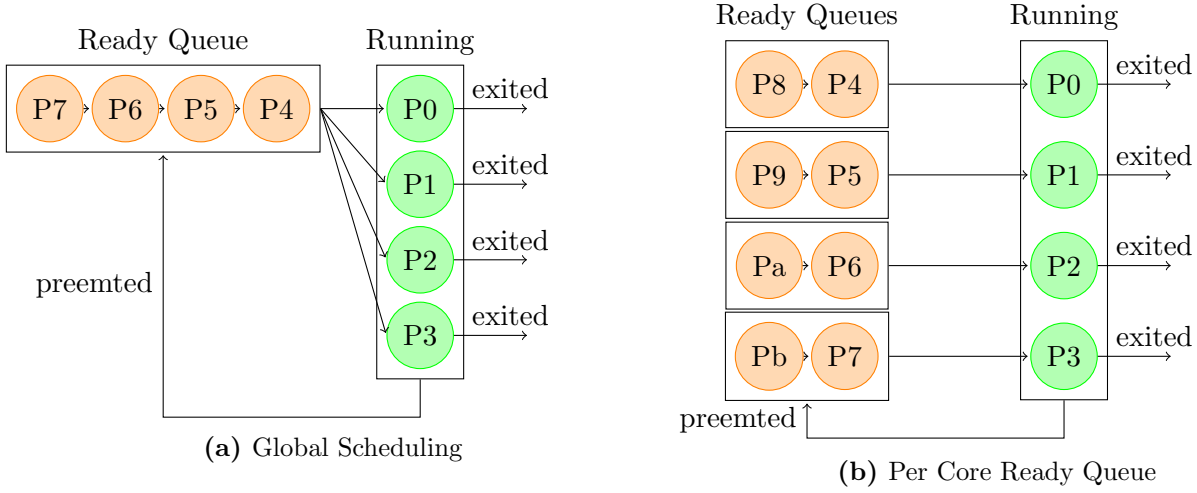 Ready Queue
Running
P7 P6 P5 P4
P0
exited
P1
exited
P2
exited
P3
exited
preemted
(a) Global Scheduling
Ready Queues
Running
P8 P4
P0
exited
P9 P5
P1
exited
Pa P6
P2
exited
Pb P7
P3
exited
preemted
(b) Per Core Ready Queue